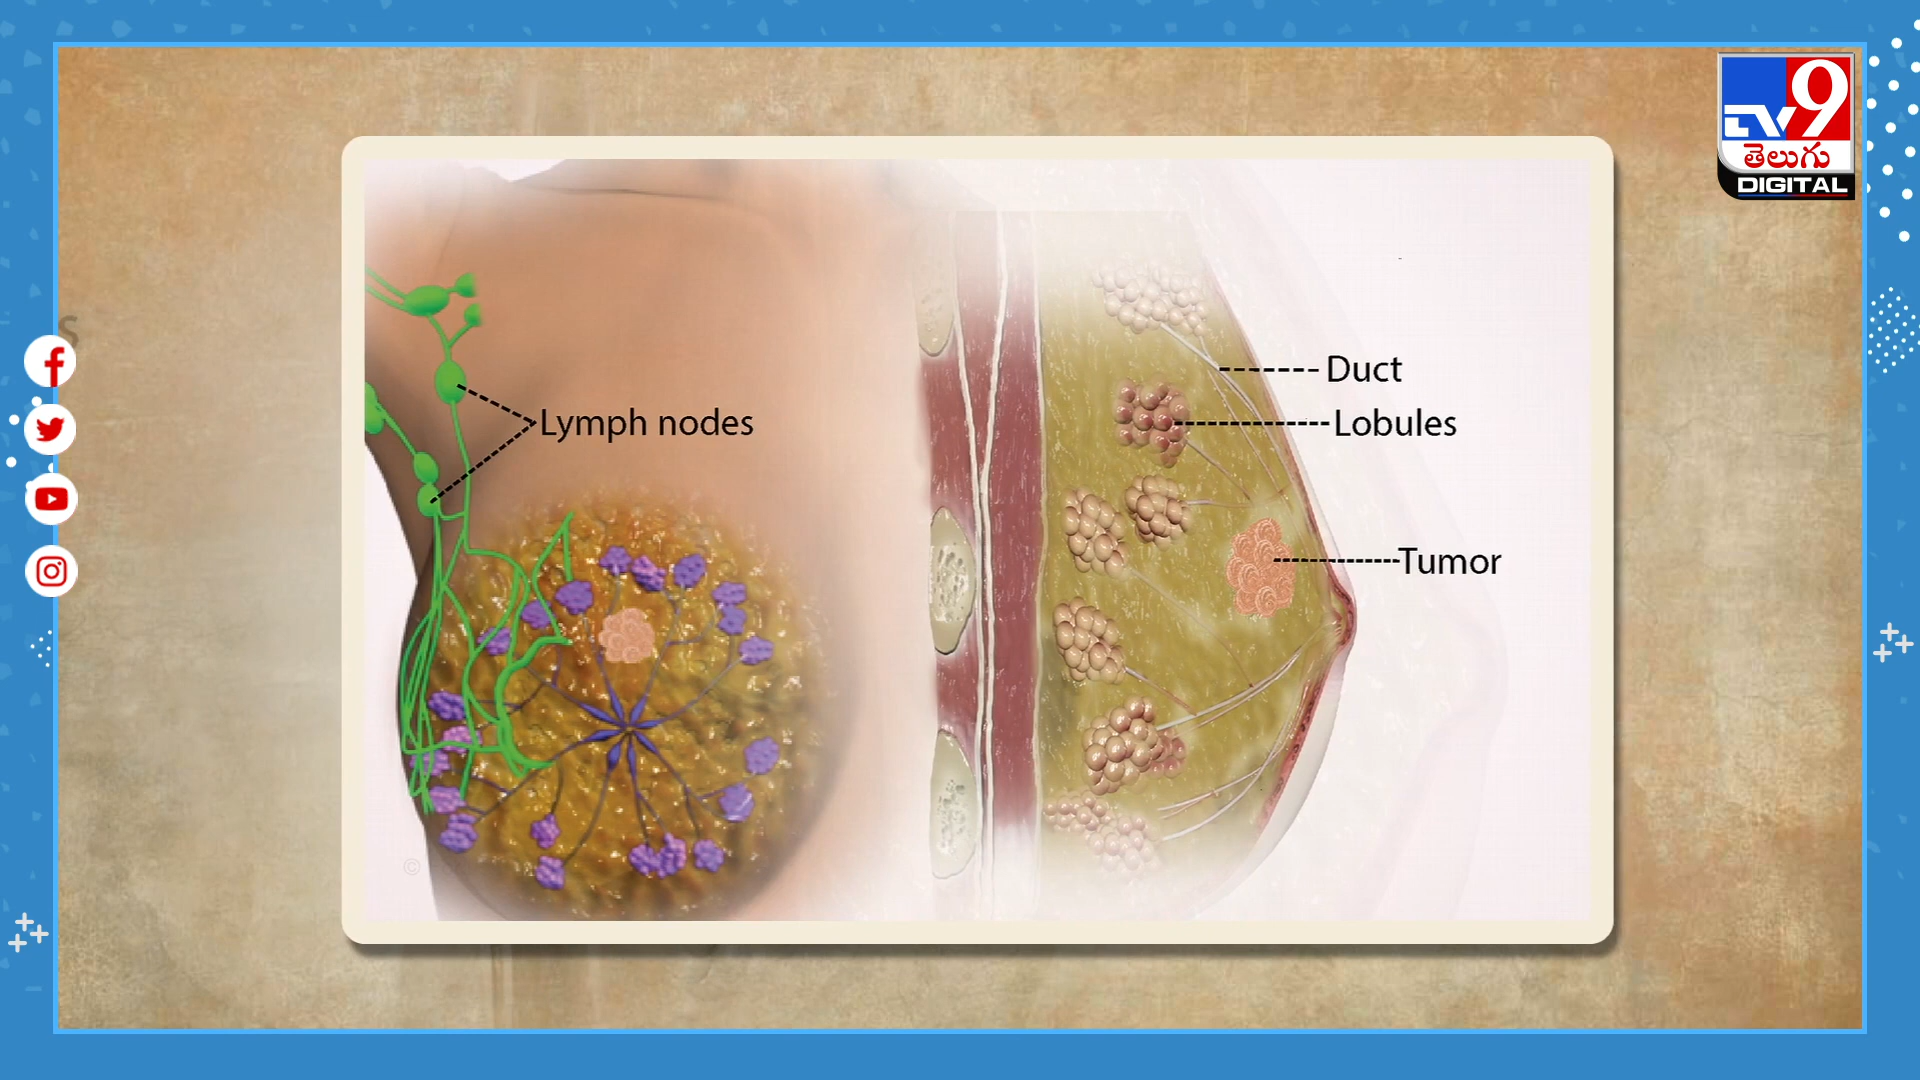 TV9
తెలుగు
DIGITAL
S
Duct
Lymph nodes
Lobules
Tumor
©